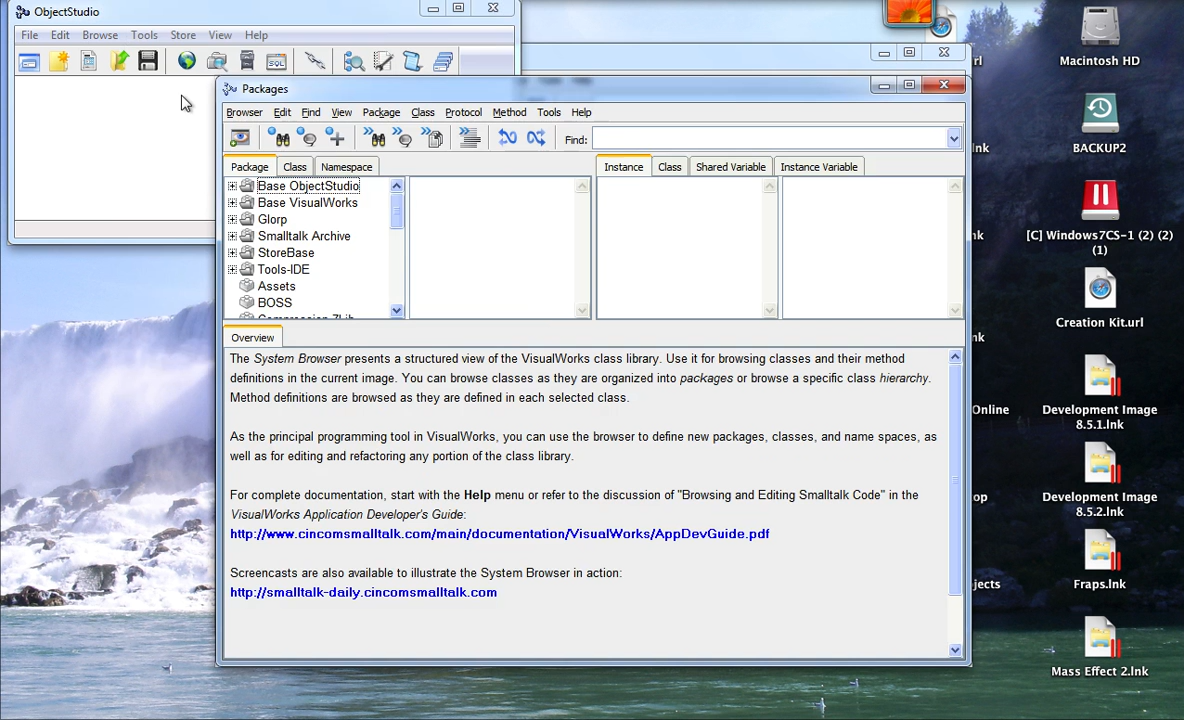 ObjectStudio
File Edit Browse Tools Store View Help
Packages
Browser Edit Find View Package Class Protocol Method Tools Help
SQL
Find:
Package Class Namespace
Instance Class Shared Variable Instance Variable
Base ObjectStudio
Base VisualWorks
Glorp
Smalltalk Archive
StoreBase
Tools-IDE
Assets
BOSS
Overview
The System Browser presents a structured view of the VisualWorks class library. Use it for browsing classes and their method
definitions in the current image. You can browse classes as they are organized into packages or browse a specific class hierarchy.
Method definitions are browsed as they are defined in each selected class.
As the principal programming tool in VisualWorks, you can use the browser to define new packages, classes, and name spaces, as
well as for editing and refactoring any portion of the class library.
For complete documentation, start with the Help menu or refer to the discussion of "Browsing and Editing Smalltalk Code" in the
VisualWorks Application Developer's Guide:
http://www.cincomsmalltalk.com/main/documentation/VisualWorks/AppDevGuide.pdf
Screencasts are also available to illustrate the System Browser in action:
http://smalltalk-daily.cincomsmalltalk.com
rl
nk
nk
nk
Online
op
jects
Macintosh HD
BACKUP2
[C] Windows7CS-1 (2) (2)
(1)
Creation Kit.url
Development Image
8.5.1.lnk
Development Image
8.5.2.lnk
Fraps.lnk
Mass Effect 2.lnk